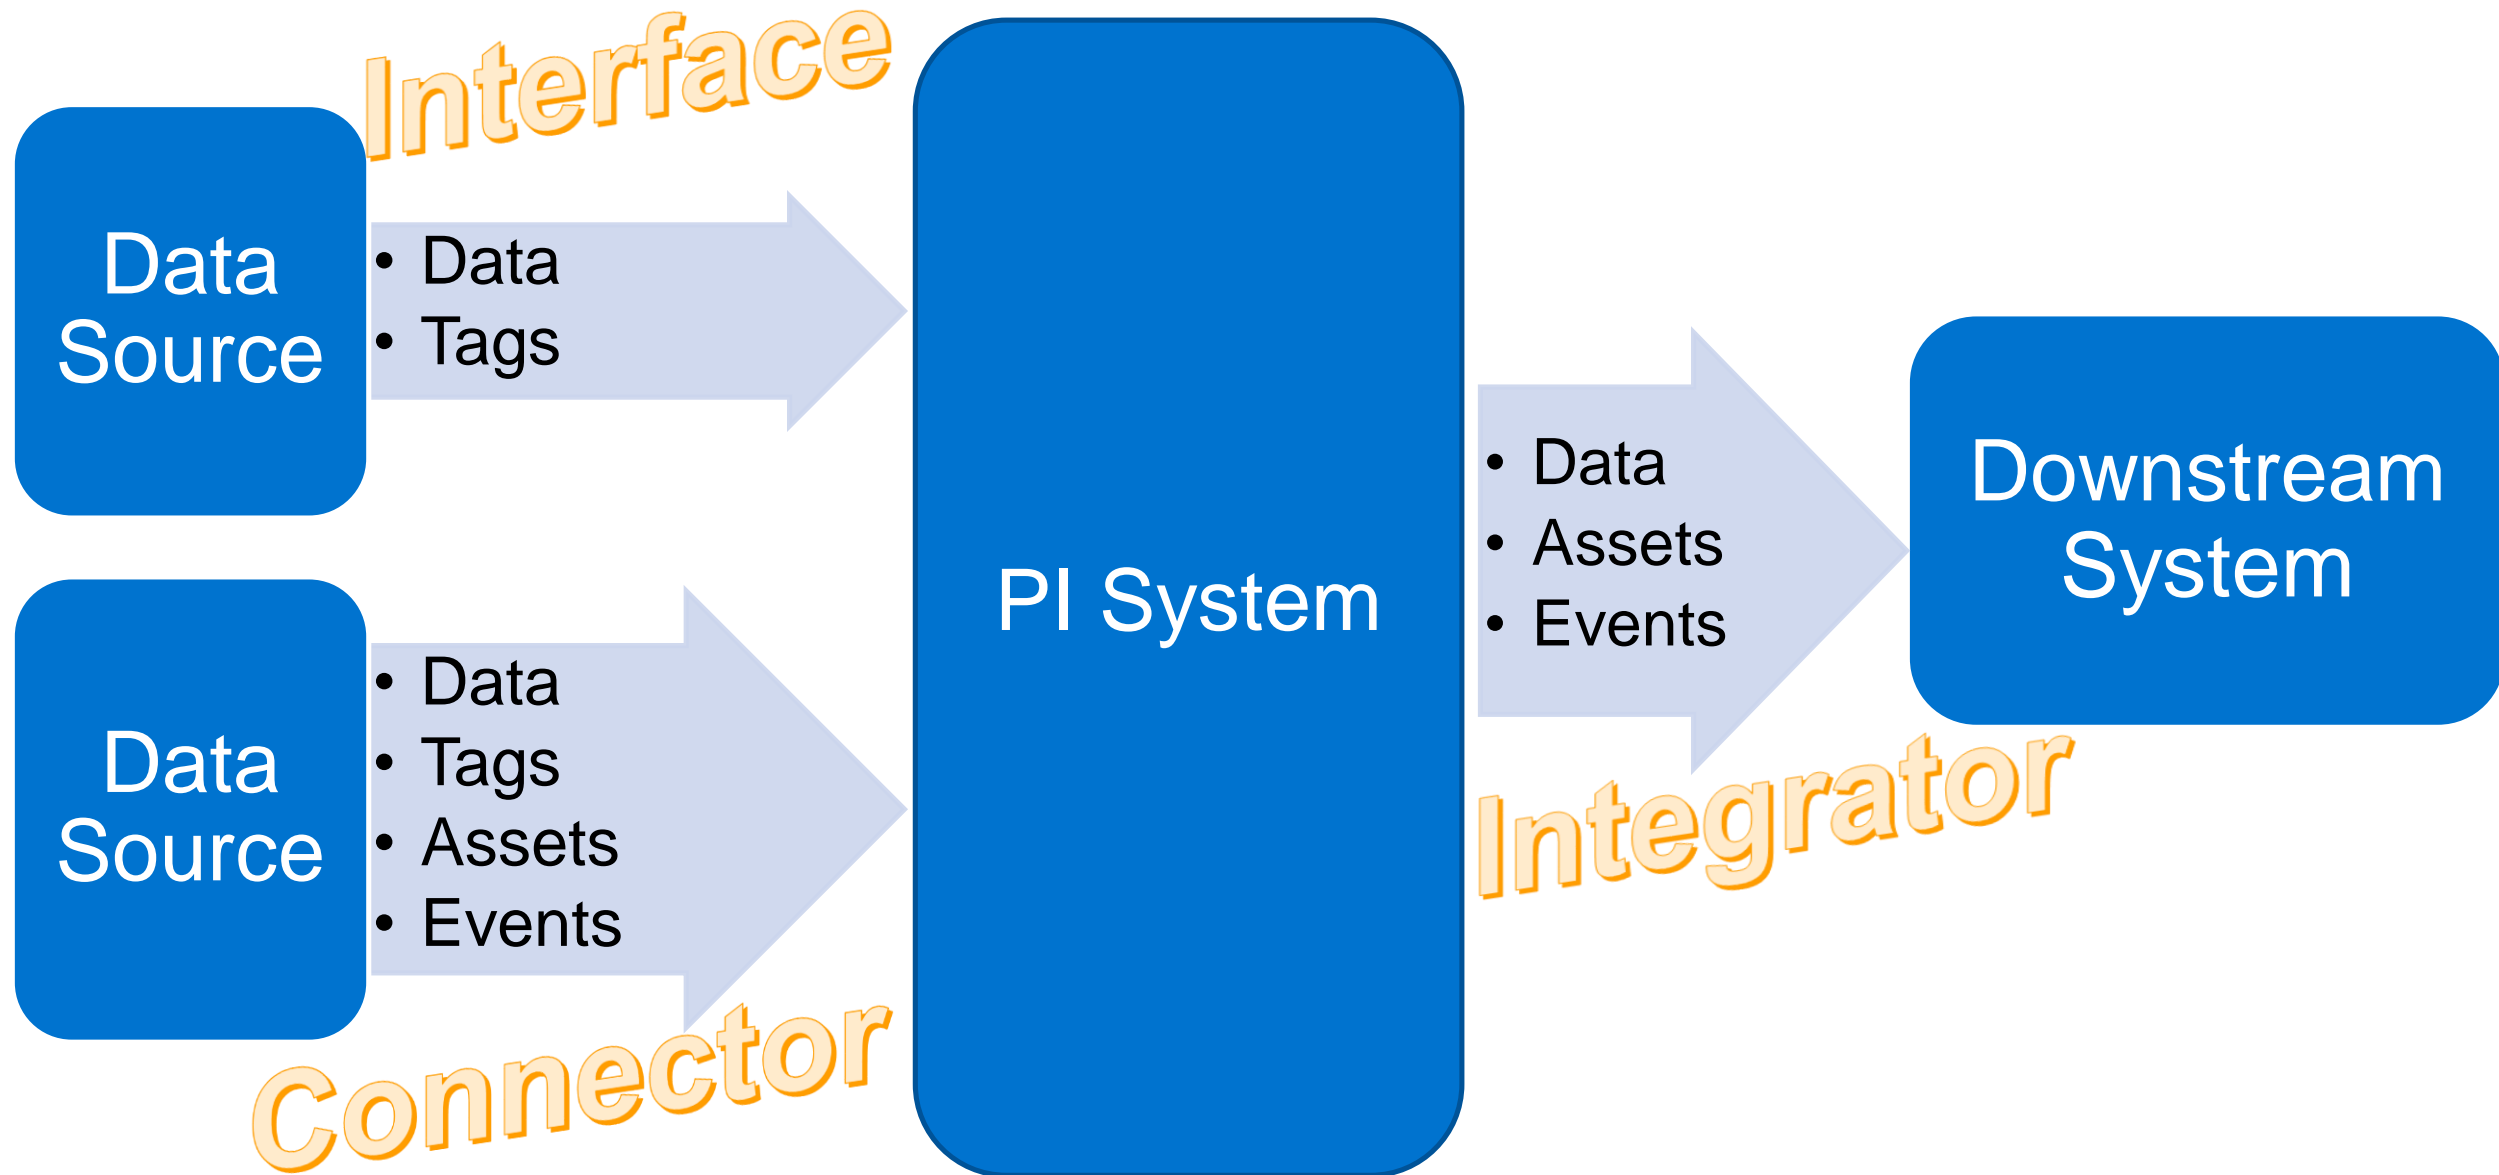 Interface
Data
Source
• Data
• Tags
Data
Source
• Data
• Tags
• Assets
• Events
Connector
PI System
• Data
• Assets
• Events
Integrator
Downstream
System